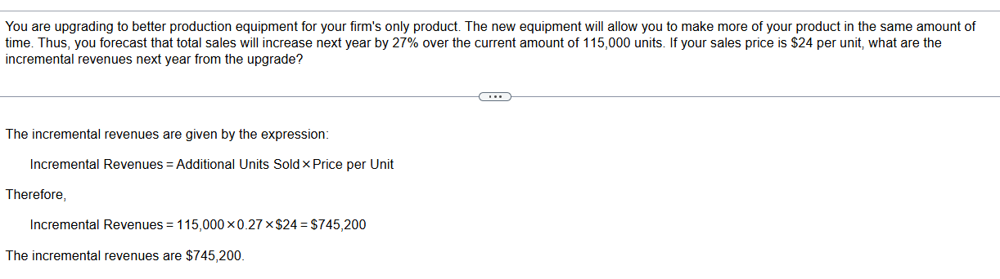 You are upgrading to better production equipment for your firm's only product. The new equipment will allow you to make more of your product in the same amount of
time. Thus, you forecast that total sales will increase next year by 27% over the current amount of 115,000 units. If your sales price is $24 per unit, what are the
incremental revenues next year from the upgrade?
The incremental revenues are given by the expression:
Incremental Revenues = Additional Units Sold × Price per Unit
Therefore,
Incremental Revenues = 115,000 × 0.27 × $24 = $745,200
The incremental revenues are $745,200.